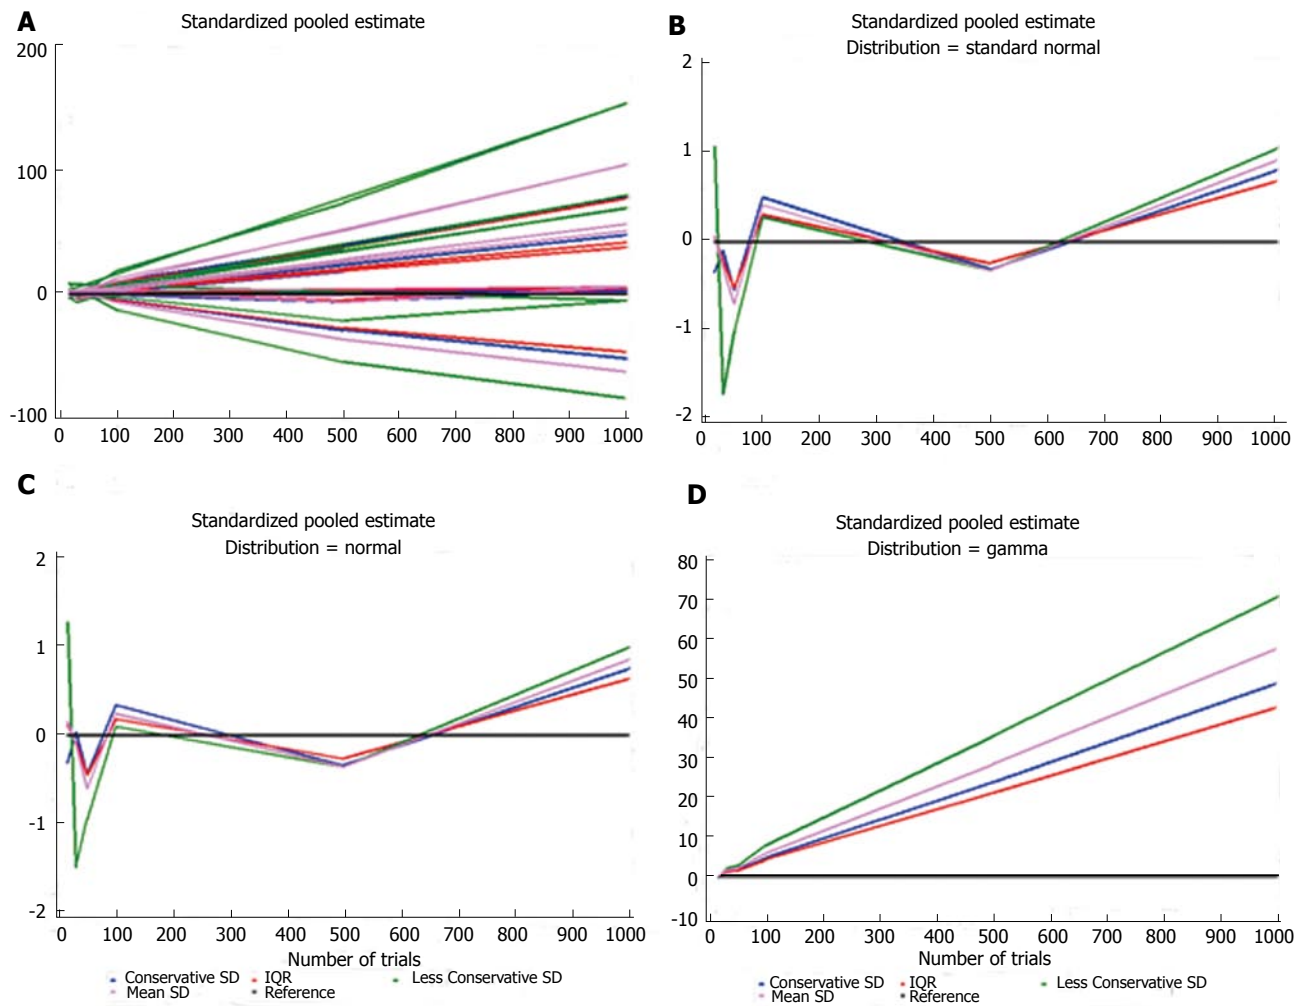 A
Standardized pooled estimate
200
100
0
-100
0 100 200 300 400 500 600 700 800 900 1000
B
Standardized pooled estimate
Distribution = standard normal
2
1
0
-1
-2
0 100 200 300 400 500 600 700 800 900 1000
C
Standardized pooled estimate
Distribution = normal
2
1
0
-1
-2
0 100 200 300 400 500 600 700 800 900 1000
Number of trials
Conservative SD IQR Less Conservative SD
Mean SD Reference
D
Standardized pooled estimate
Distribution = gamma
80
70
60
50
40
30
20
10
0
-10
0 100 200 300 400 500 600 700 800 900 1000
Number of trials
Conservative SD IQR Less Conservative SD
Mean SD Reference